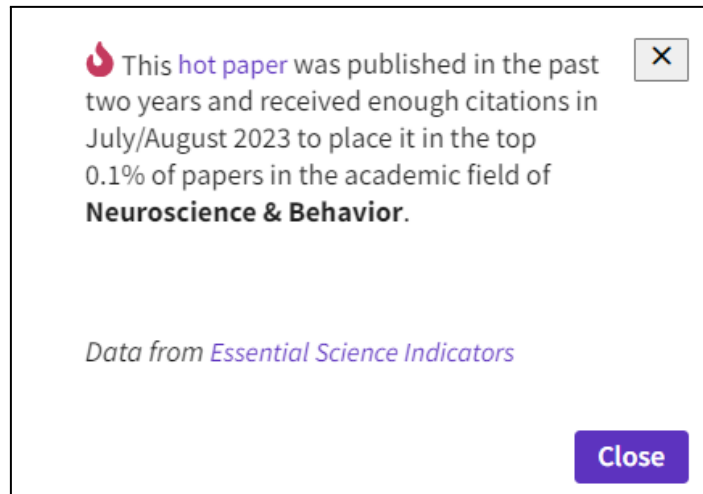 This hot paper was published in the past
two years and received enough citations in
July/August 2023 to place it in the top
0.1% of papers in the academic field of
Neuroscience & Behavior.
Data from Essential Science Indicators
Close